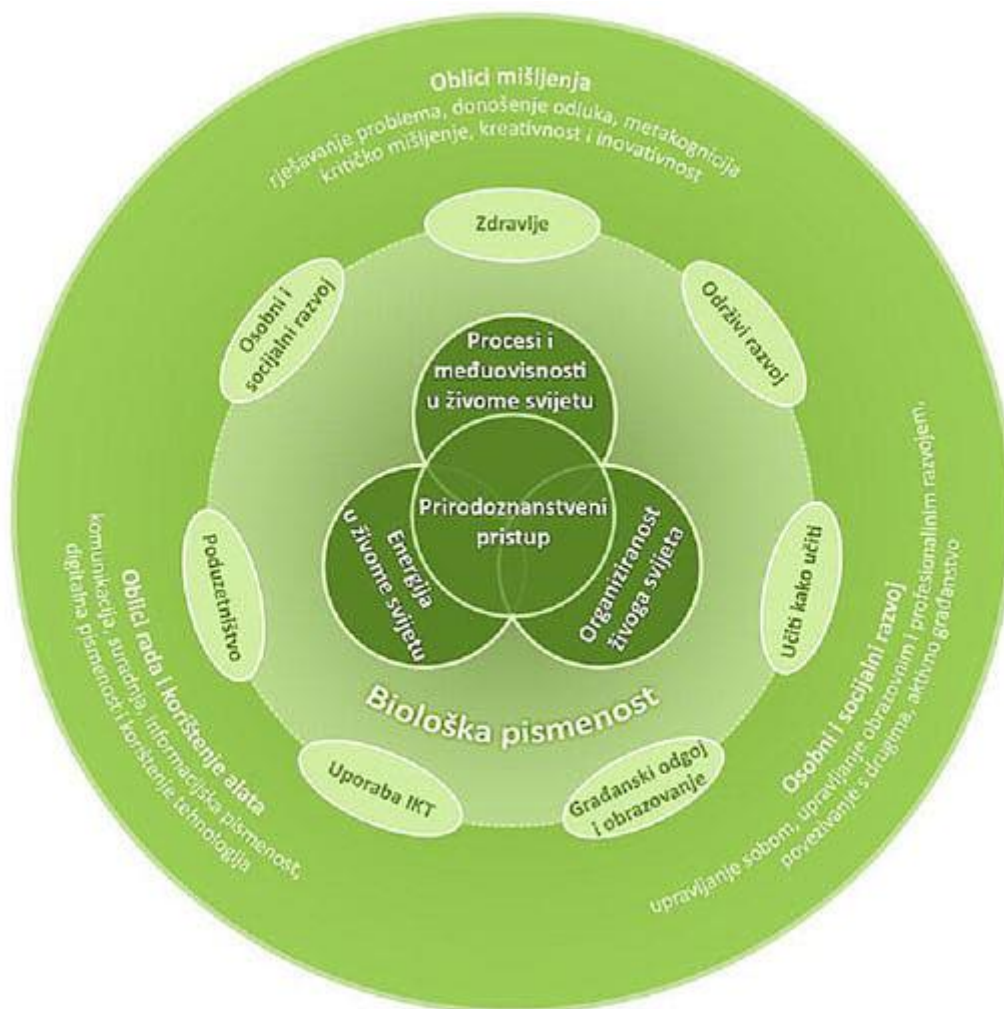 Oblici mišljenja
rješavanje problema, donošenje odluka, metakognicija
kritičko mišljenje, kreativnost i inovativnost
Zdravlje
Osobni i
socijalni razvoj
Održivi razvoj
Procesi i
međuovisnosti
u živome svijetu
Prirodoznanstveni
pristup
Energija
u živome svijetu
Organiziranost
živoga svijeta
Poduzetništvo
Učiti kako učiti
Biološka pismenost
Uporaba IKT
Građanski odgoj
i obrazovanje
Oblici rada i korištenje alata
komunikacija, suradnja, informacijska pismenost,
digitalna pismenost i korištenje tehnologija
Osobni i socijalni razvoj
upravljanje sobom, upravljanje obrazovnim i profesionalinim razvojem,
povezivanje s drugima, aktivno građanstvo